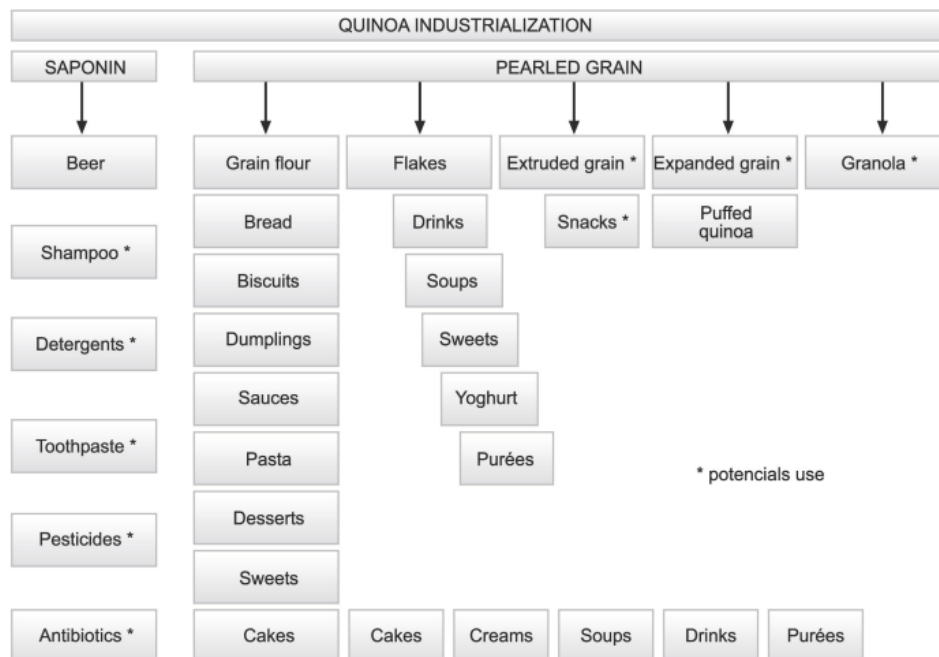 QUINOA INDUSTRIALIZATION
SAPONIN
PEARLED GRAIN
Beer
Grain flour
Flakes
Extruded grain *
Expanded grain *
Granola *
Shampoo *
Detergents *
Toothpaste *
Pesticides *
Antibiotics *
Bread
Biscuits
Dumplings
Sauces
Pasta
Desserts
Sweets
Cakes
Drinks
Soups
Sweets
Yoghurt
Purées
Snacks *
Puffed
quinoa
* potencials use
Cakes
Creams
Soups
Drinks
Purées